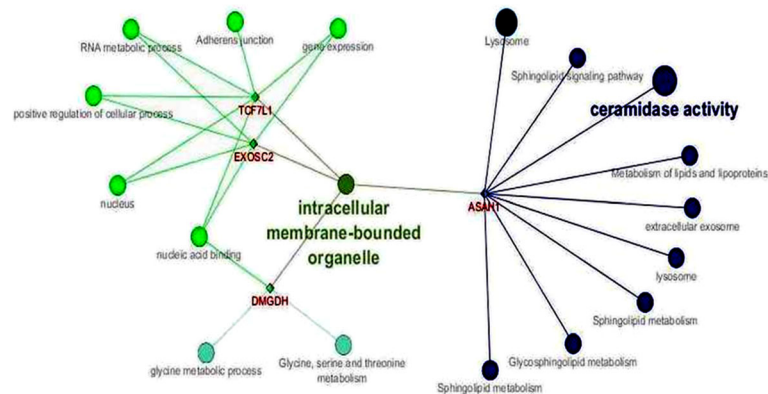 Lysosome
RNA metabolic process
Adherens junction
gene expression
Sphingolipid signaling pathway
ceramidase activity
TCF7L1
positive regulation of cellular process
EXOSC2
Metabolism of lipids and lipoproteins
nucleus
intracellular
membrane-bounded
organelle
ASAH1
extracellular exosome
nucleic acid binding
lysosome
DMGDH
Sphingolipid metabolism
glycine metabolic process
Glycine, serine and threonine
metabolism
Glycosphingolipid metabolism
Sphingolipid metabolism